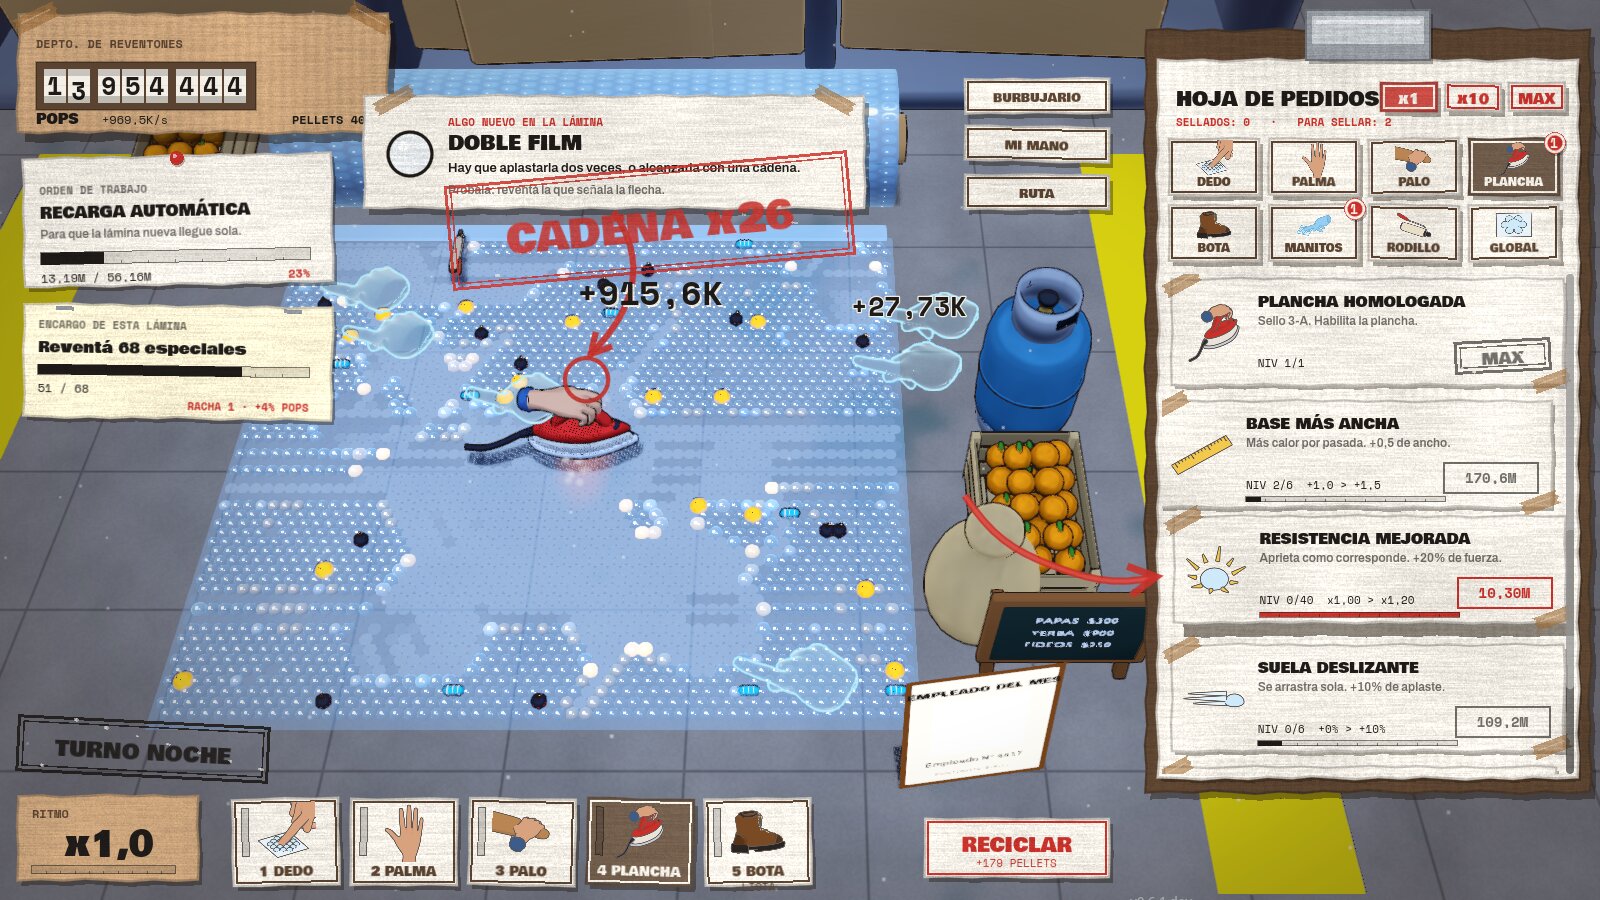 DEPTO. DE REVENTONES
13 954 444
POPS +969,5K/s PELLETS 40
ORDEN DE TRABAJO
RECARGA AUTOMÁTICA
Para que la lámina nueva llegue sola.
13,19M / 56,16M 23%
ENCARGO DE ESTA LÁMINA
Reventá 68 especiales
51 / 68
RACHA 1 · +4% POPS
ALGO NUEVO EN LA LÁMINA
DOBLE FILM
Hay que aplastarla dos veces, o alcanzarla con una cadena.
Probala: reventá la que señala la flecha.
CADENA x26
+915,6K
+27,73K
BURBUJARIO
MI MANO
RUTA
HOJA DE PEDIDOS x1 x10 MAX
SELLADOS: 0 · PARA SELLAR: 2
DEDO PALMA PALO PLANCHA 1
BOTA MANITOS 1 RODILLO GLOBAL
PLANCHA HOMOLOGADA
Sello 3-A. Habilita la plancha.
NIV 1/1 MAX
BASE MÁS ANCHA
Más calor por pasada. +0,5 de ancho.
NIV 2/6 +1,0 > +1,5 170,6M
RESISTENCIA MEJORADA
Aprieta como corresponde. +20% de fuerza.
NIV 0/40 x1,00 > x1,20 10,30M
SUELA DESLIZANTE
Se arrastra sola. +10% de aplaste.
NIV 0/6 +0% > +10% 109,2M
PAPAS $300
YERBA $900
FIDEOS $250
EMPLEADO DEL MES
TURNO NOCHE
RITMO
x1,0
1 DEDO 2 PALMA 3 PALO 4 PLANCHA 5 BOTA
RECICLAR
+179 PELLETS